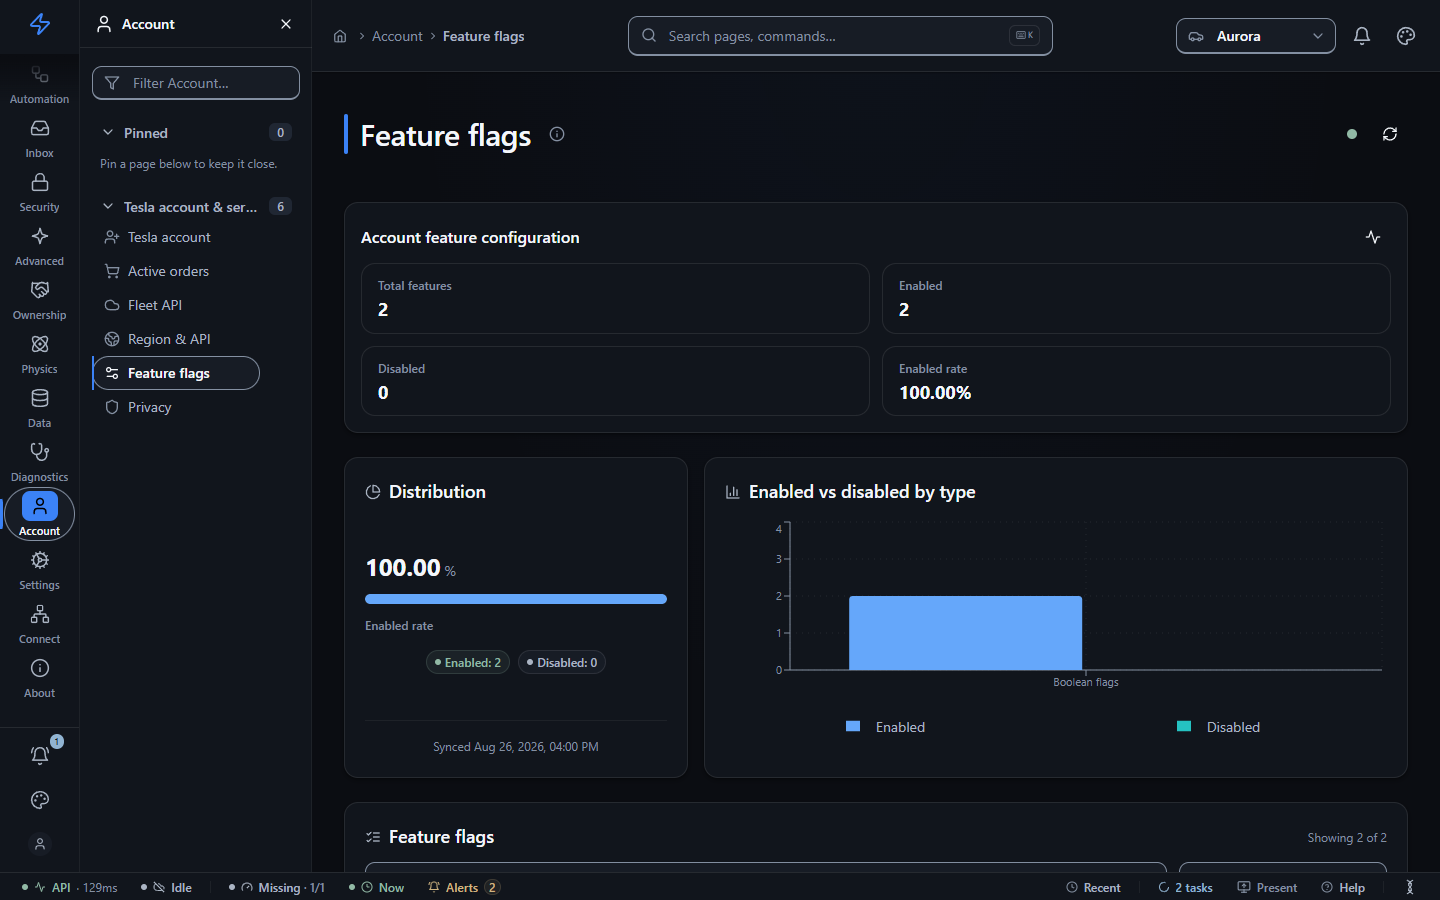 Automation
Inbox
Security
Advanced
Ownership
Physics
Data
Diagnostics
Account
Settings
Connect
About
1
Account
Filter Account...
Pinned
0
Pin a page below to keep it close.
Tesla account & ser...
6
Tesla account
Active orders
Fleet API
Region & API
Feature flags
Privacy
Account
Feature flags
Search pages, commands...
K
Aurora
Feature flags
Account feature configuration
Total features
2
Enabled
2
Disabled
0
Enabled rate
100.00%
Distribution
100.00 %
Enabled rate
Enabled: 2
Disabled: 0
Synced Aug 26, 2026, 04:00 PM
Enabled vs disabled by type
4
3
2
1
0
Boolean flags
Enabled
Disabled
Feature flags
Showing 2 of 2
API · 129ms
Idle
Missing · 1/1
Now
Alerts 2
Recent
2 tasks
Present
Help